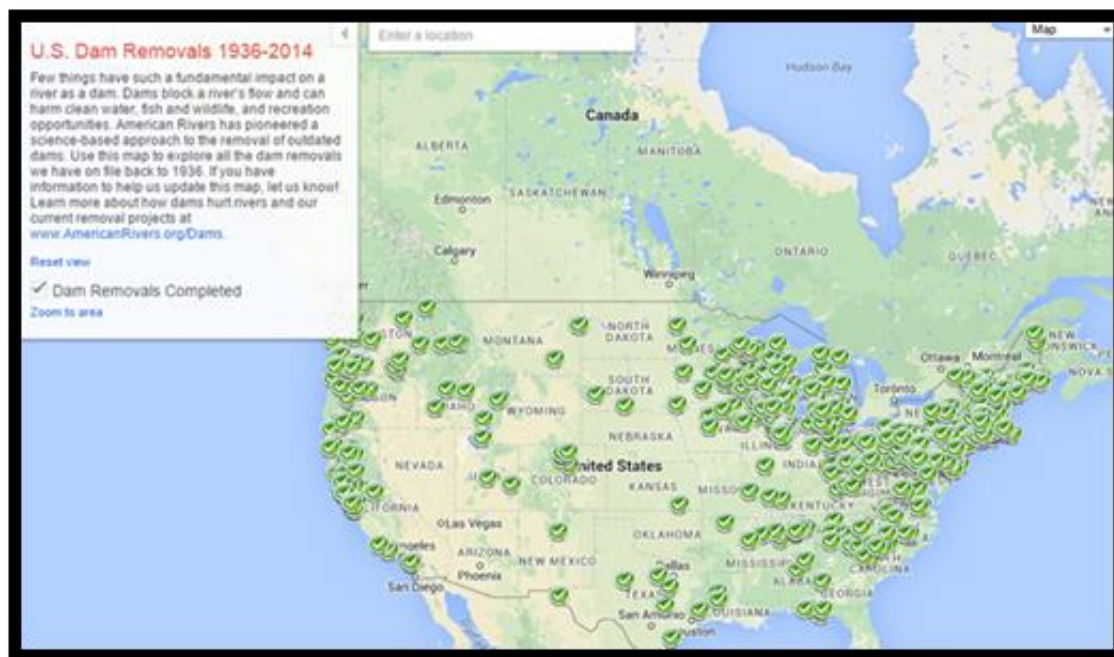 U.S. Dam Removals 1936-2014
Few things have such a fundamental impact on a
river as a dam. Dams block a river's flow and can
harm clean water, fish and wildlife, and recreation
opportunities. American Rivers has pioneered a
science-based approach to the removal of outdated
dams. Use this map to explore all the dam removals
we have on file back to 1936. If you have
information to help us update this map, let us know!
Learn more about how dams hurt rivers and our
current removal projects at
www.AmericanRivers.org/Dams.
Reset view
Dam Removals Completed
Zoom to area
Enter a location
Map
Hudson Bay
Canada
ALBERTA
MANITOBA
SASKATCHEWAN
Edmonton
Calgary
ONTARIO
QUEBEC
Winnipeg
NORTH
DAKOTA
MONTANA
Ottawa
Montreal
NEW
NOVA S
SOUTH
DAKOTA
Toronto
WYOMING
NEBRASKA
NEVADA
United States
COLORADO
KANSAS
KENTUCKY
Las Vegas
OKLAHOMA
ARIZONA
NEW MEXICO
Phoenix
San Diego
Dallas
MISSISSIPPI
CAROLINA
GEORGIA
San Antonio
LOUISIANA